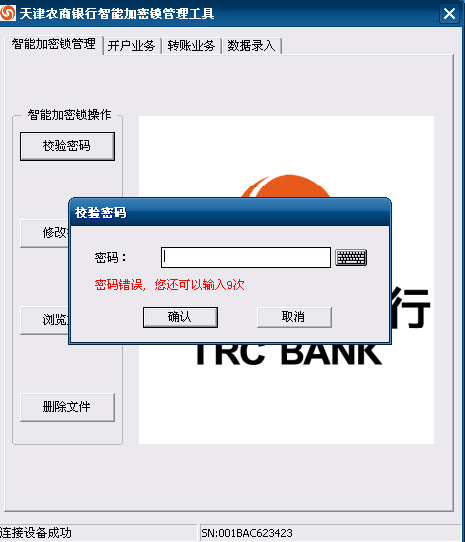 天津农商银行智能加密锁管理工具
智能加密锁管理 开户业务 转账业务 数据录入
智能加密锁操作
校验密码
校验密码
修改
密码：
密码错误，您还可以输入9次
浏览
确认 取消
行
TRC BANK
删除文件
连接设备成功 SN:001BAC623423